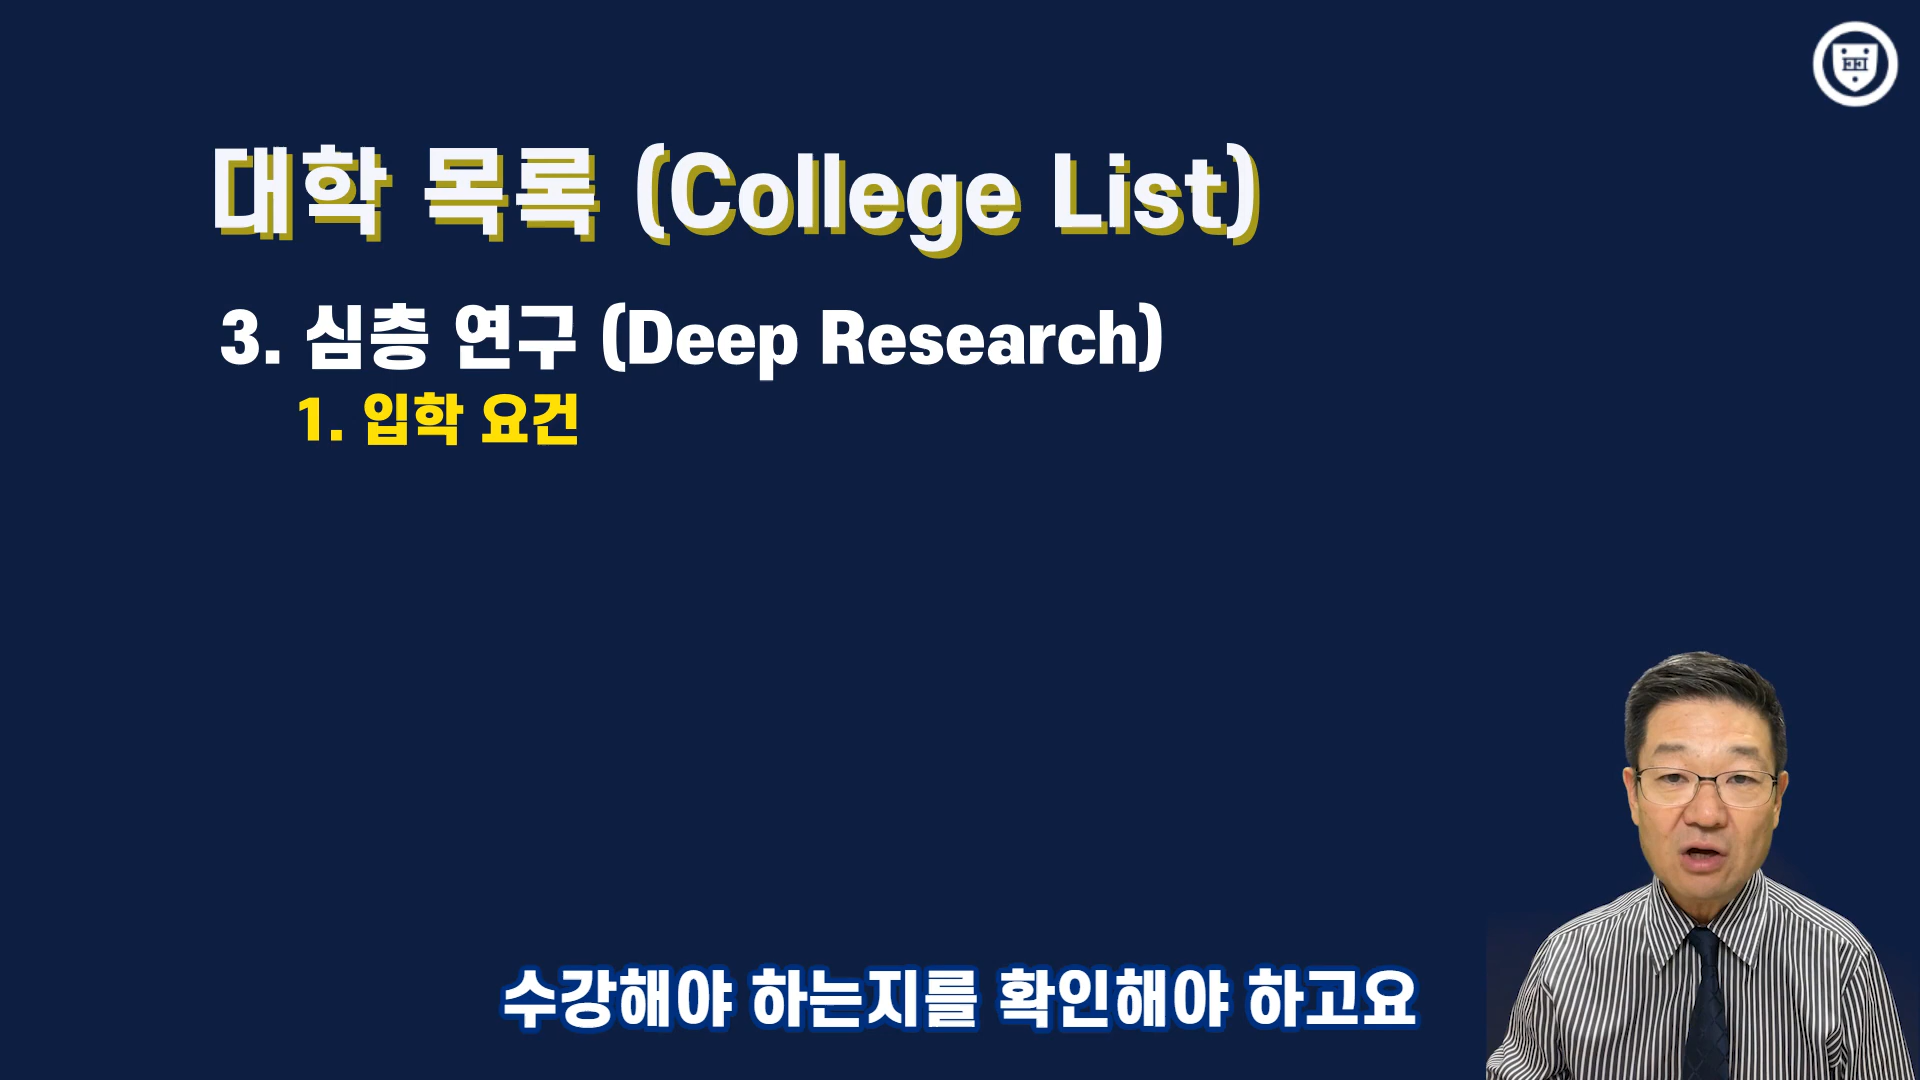 대학 목록 (College List)
3. 심층 연구 (Deep Research)
1. 입학 요건
수강해야 하는지를 확인해야 하고요